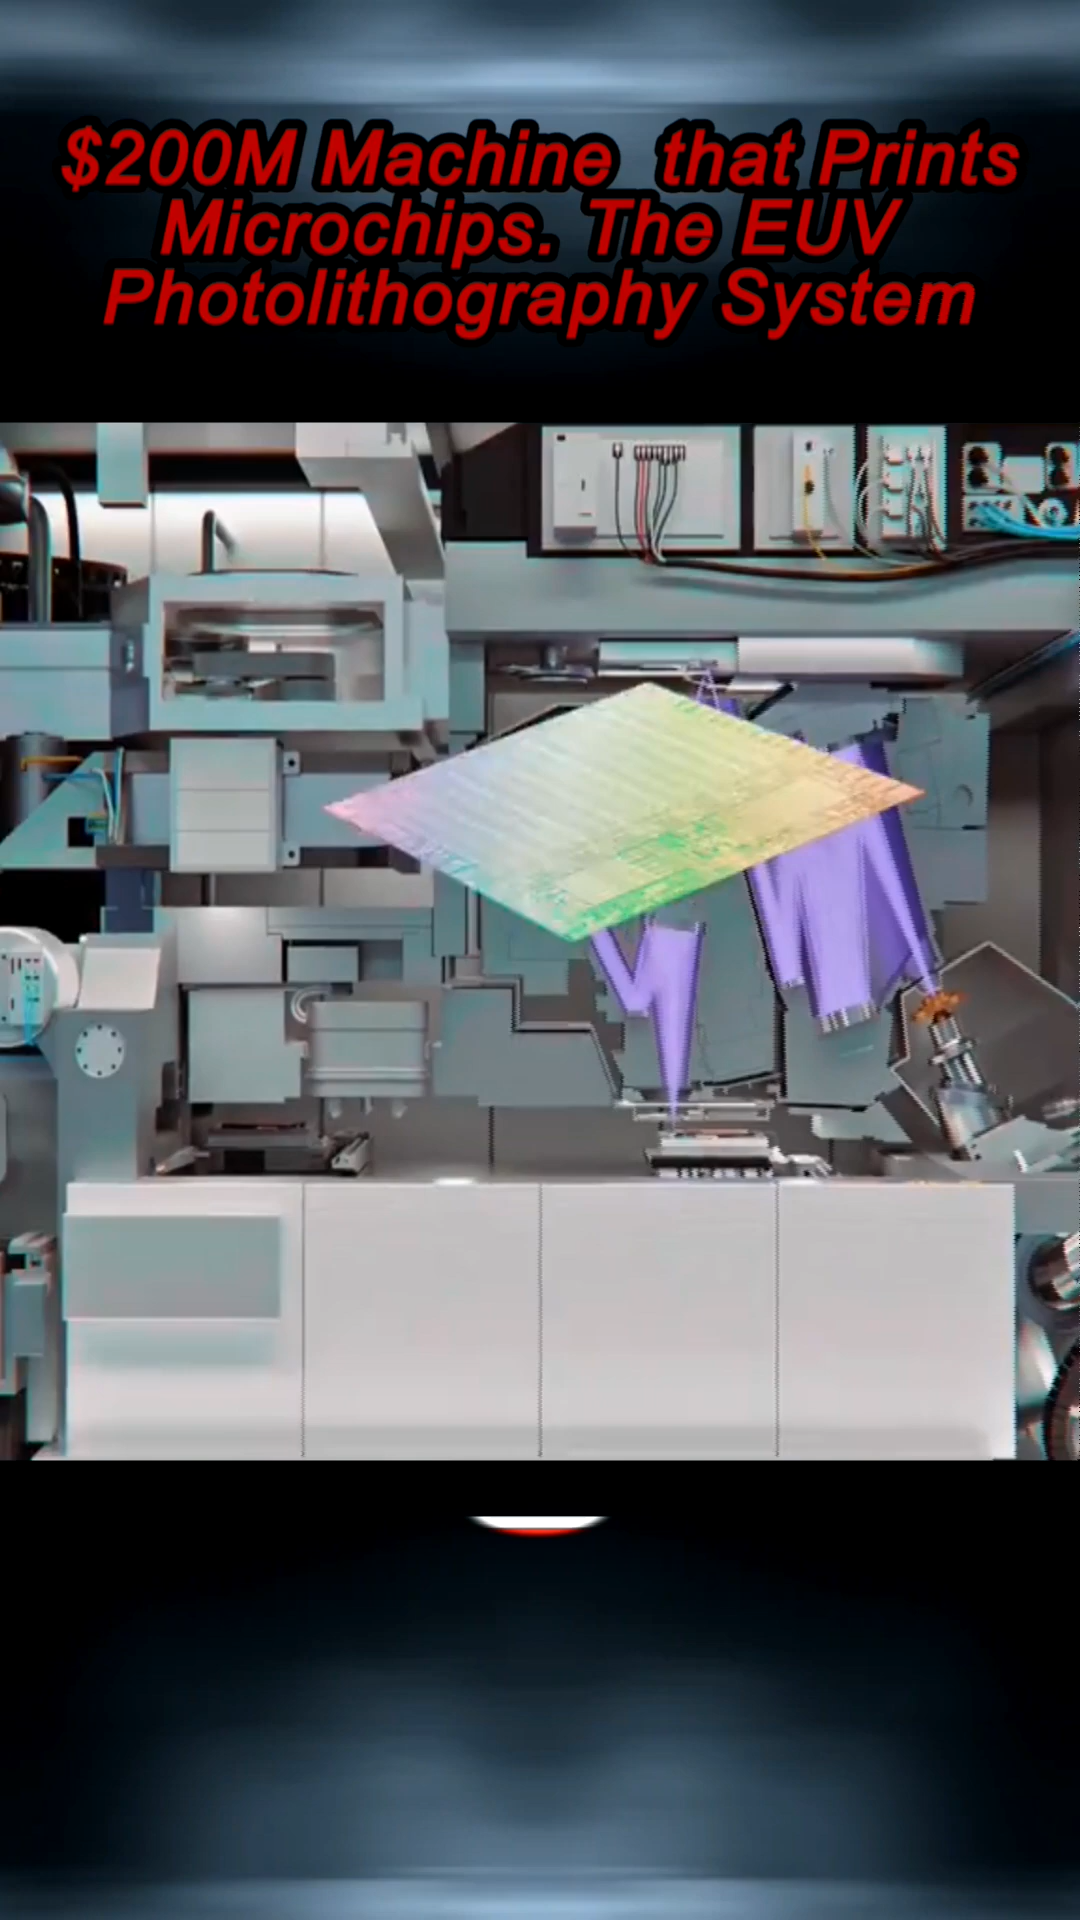 $200M Machine that Prints
Microchips. The EUV
Photolithography System